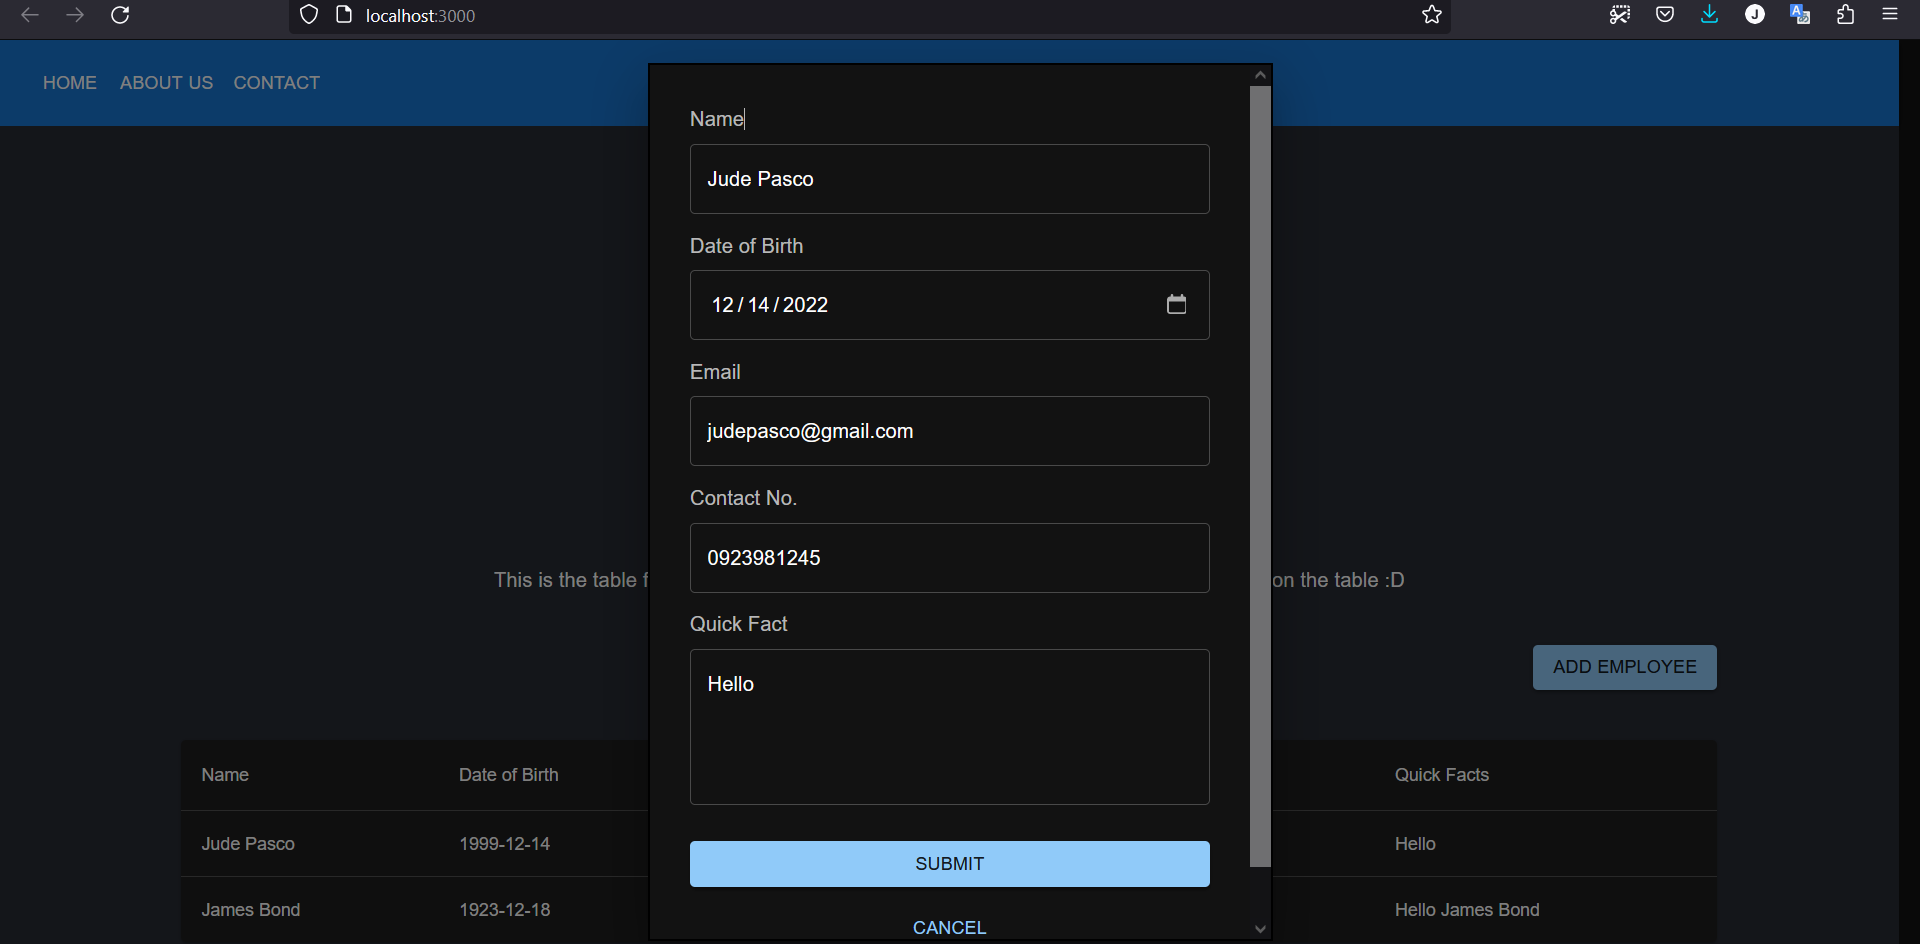 localhost:3000
HOME ABOUT US CONTACT
Name
Jude Pasco
Date of Birth
12/14/2022
Email
judepasco@gmail.com
Contact No.
0923981245
This is the table on the table :D
Quick Fact
Hello
ADD EMPLOYEE
Name Date of Birth Quick Facts
Jude Pasco 1999-12-14 Hello
SUBMIT
James Bond 1923-12-18 Hello James Bond
CANCEL